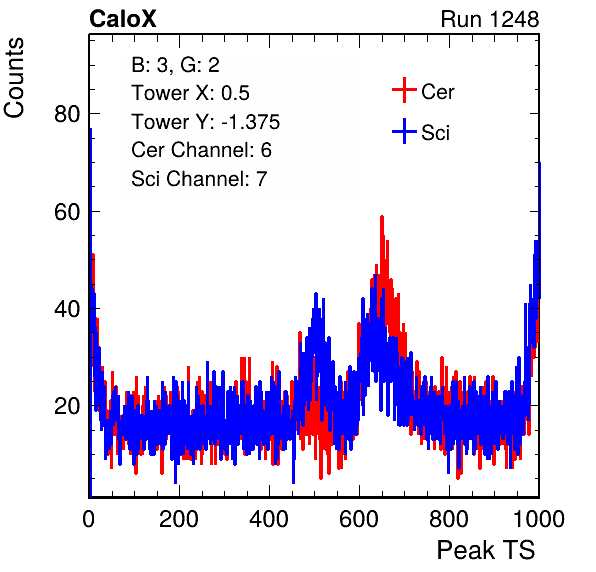 CaloX Run 1248
Counts
B: 3, G: 2
Tower X: 0.5
Tower Y: -1.375
Cer Channel: 6
Sci Channel: 7
Cer
Sci
80
60
40
20
0 200 400 600 800 1000
Peak TS